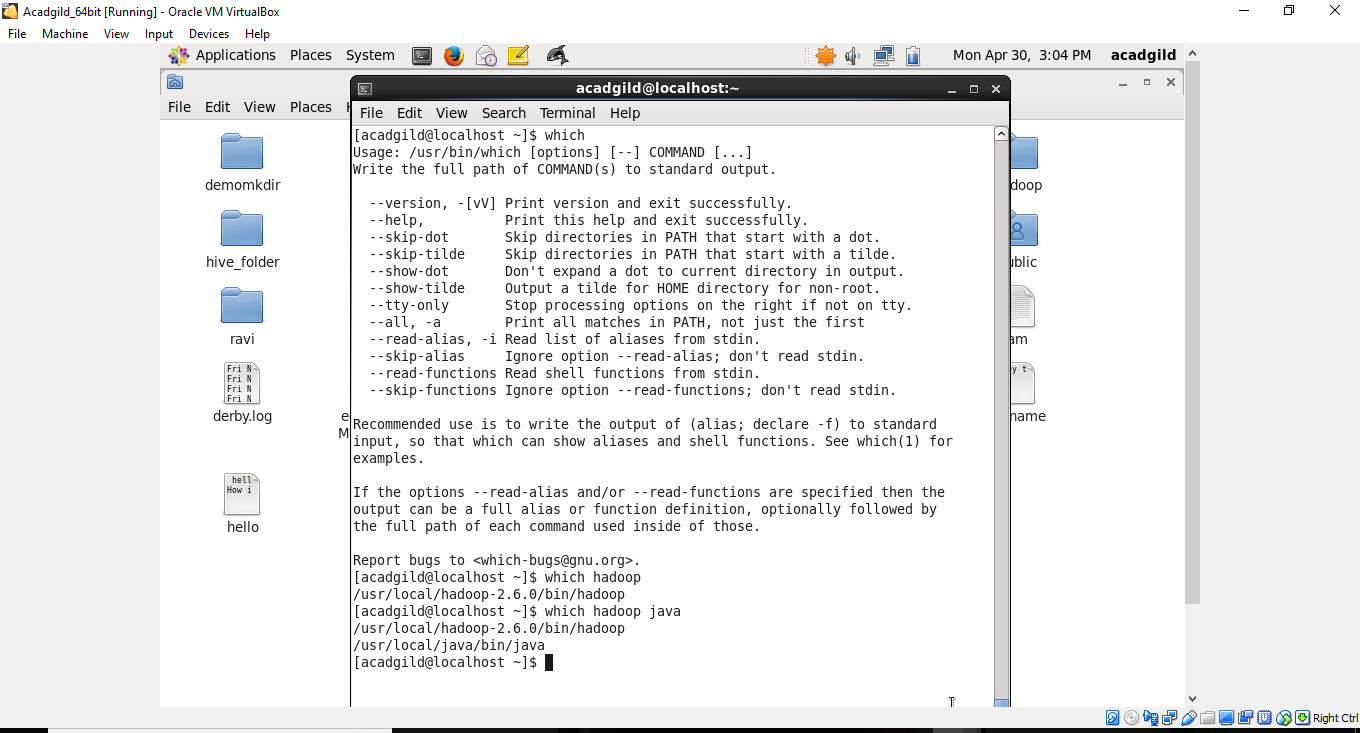 Acadgild_64bit [Running] - Oracle VM VirtualBox
File Machine View Input Devices Help
Applications Places System Mon Apr 30, 3:04 PM acadgild
File Edit View Places
acadgild@localhost:~
File Edit View Search Terminal Help
[acadgild@localhost ~]$ which
Usage: /usr/bin/which [options] [--] COMMAND [...]
Write the full path of COMMAND(s) to standard output.
--version, -[vV] Print version and exit successfully.
--help, Print this help and exit successfully.
--skip-dot Skip directories in PATH that start with a dot.
--skip-tilde Skip directories in PATH that start with a tilde.
--show-dot Don't expand a dot to current directory in output.
--show-tilde Output a tilde for HOME directory for non-root.
--tty-only Stop processing options on the right if not on tty.
--all, -a Print all matches in PATH, not just the first
--read-alias, -i Read list of aliases from stdin.
--skip-alias Ignore option --read-alias; don't read stdin.
--read-functions Read shell functions from stdin.
--skip-functions Ignore option --read-functions; don't read stdin.
Recommended use is to write the output of (alias; declare -f) to standard
input, so that which can show aliases and shell functions. See which(1) for
examples.
If the options --read-alias and/or --read-functions are specified then the
output can be a full alias or function definition, optionally followed by
the full path of each command used inside of those.
Report bugs to <which-bugs@gnu.org>.
[acadgild@localhost ~]$ which hadoop
/usr/local/hadoop-2.6.0/bin/hadoop
[acadgild@localhost ~]$ which hadoop java
/usr/local/hadoop-2.6.0/bin/hadoop
/usr/local/java/bin/java
[acadgild@localhost ~]$
demomkdir
hive_folder
ravi
Fri N
Fri N
Fri N
Fri N
derby.log
hell
How i
hello
doop
ublic
am
ey t
name
Right Ctrl